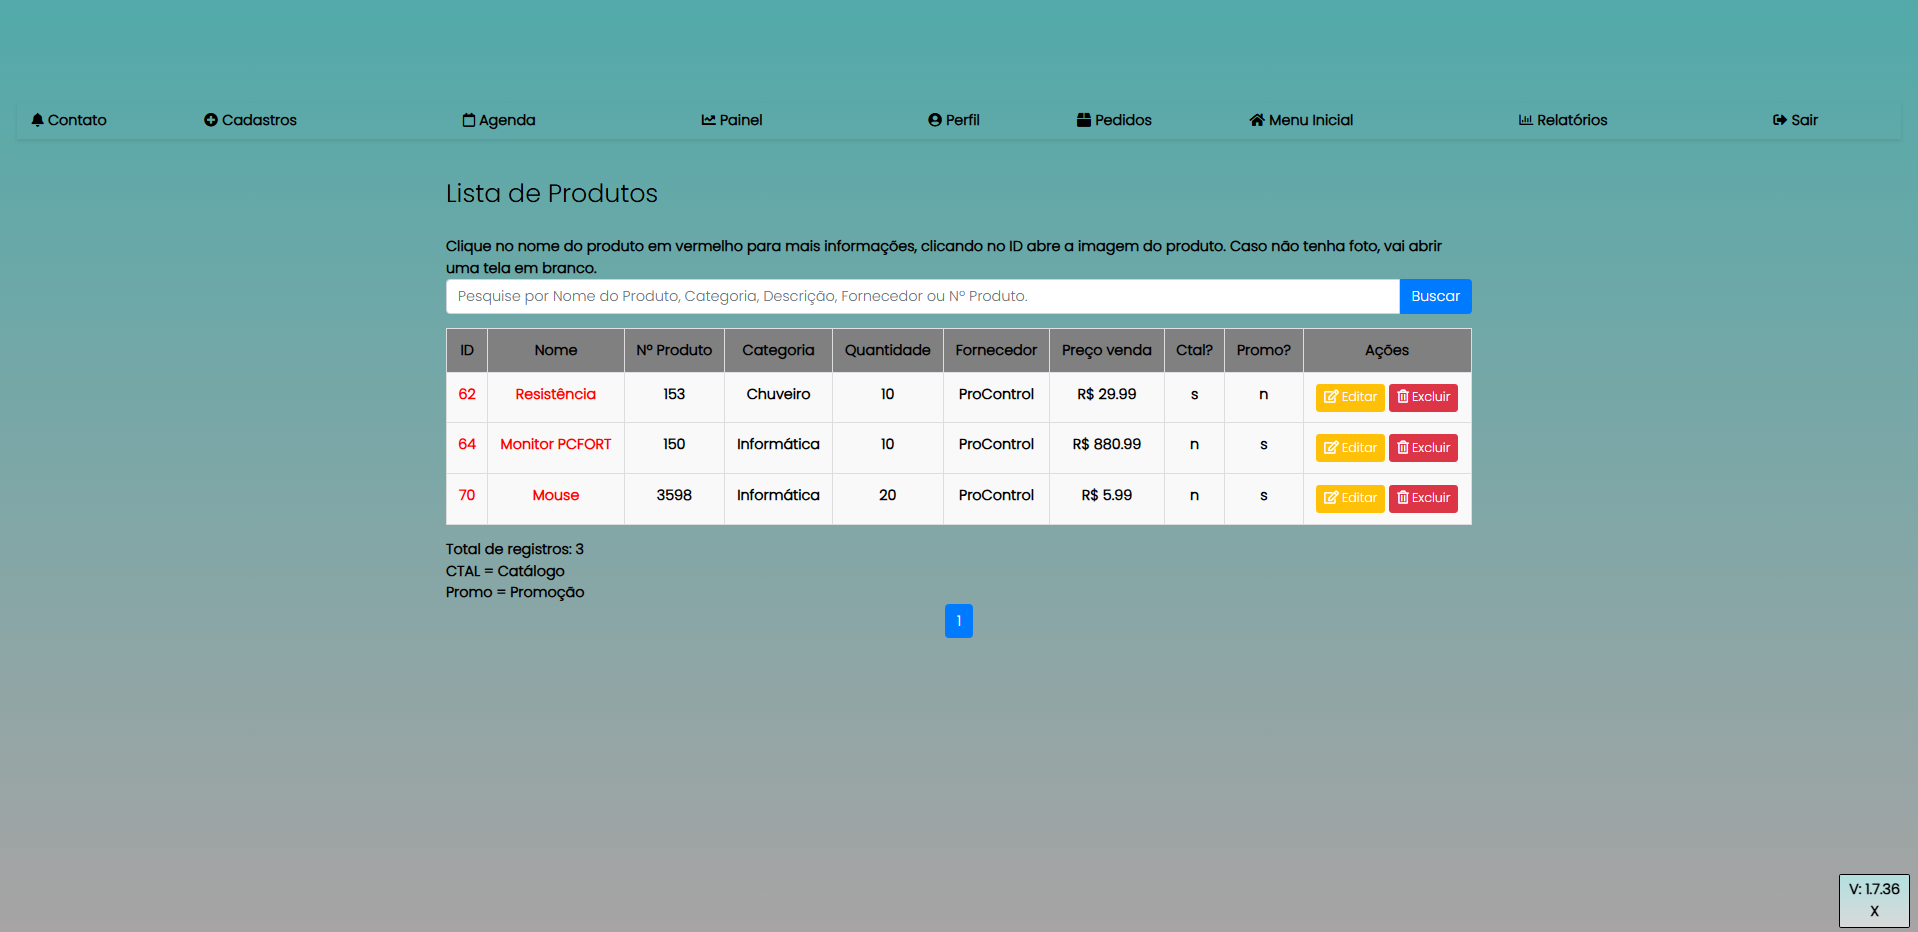 Contato Cadastros Agenda Painel Perfil Pedidos Menu Inicial Relatórios Sair
Lista de Produtos
Clique no nome do produto em vermelho para mais informações, clicando no ID abre a imagem do produto. Caso não tenha foto, vai abrir
uma tela em branco.
Pesquise por Nome do Produto, Categoria, Descrição, Fornecedor ou Nº Produto. Buscar
ID Nome Nº Produto Categoria Quantidade Fornecedor Preço venda Ctal? Promo? Ações
62 Resistência 153 Chuveiro 10 ProControl R$ 29.99 s n Editar Excluir
64 Monitor PCFORT 150 Informática 10 ProControl R$ 880.99 n s Editar Excluir
70 Mouse 3598 Informática 20 ProControl R$ 5.99 n s Editar Excluir
Total de registros: 3
CTAL = Catálogo
Promo = Promoção
1
V: 1.7.36
X